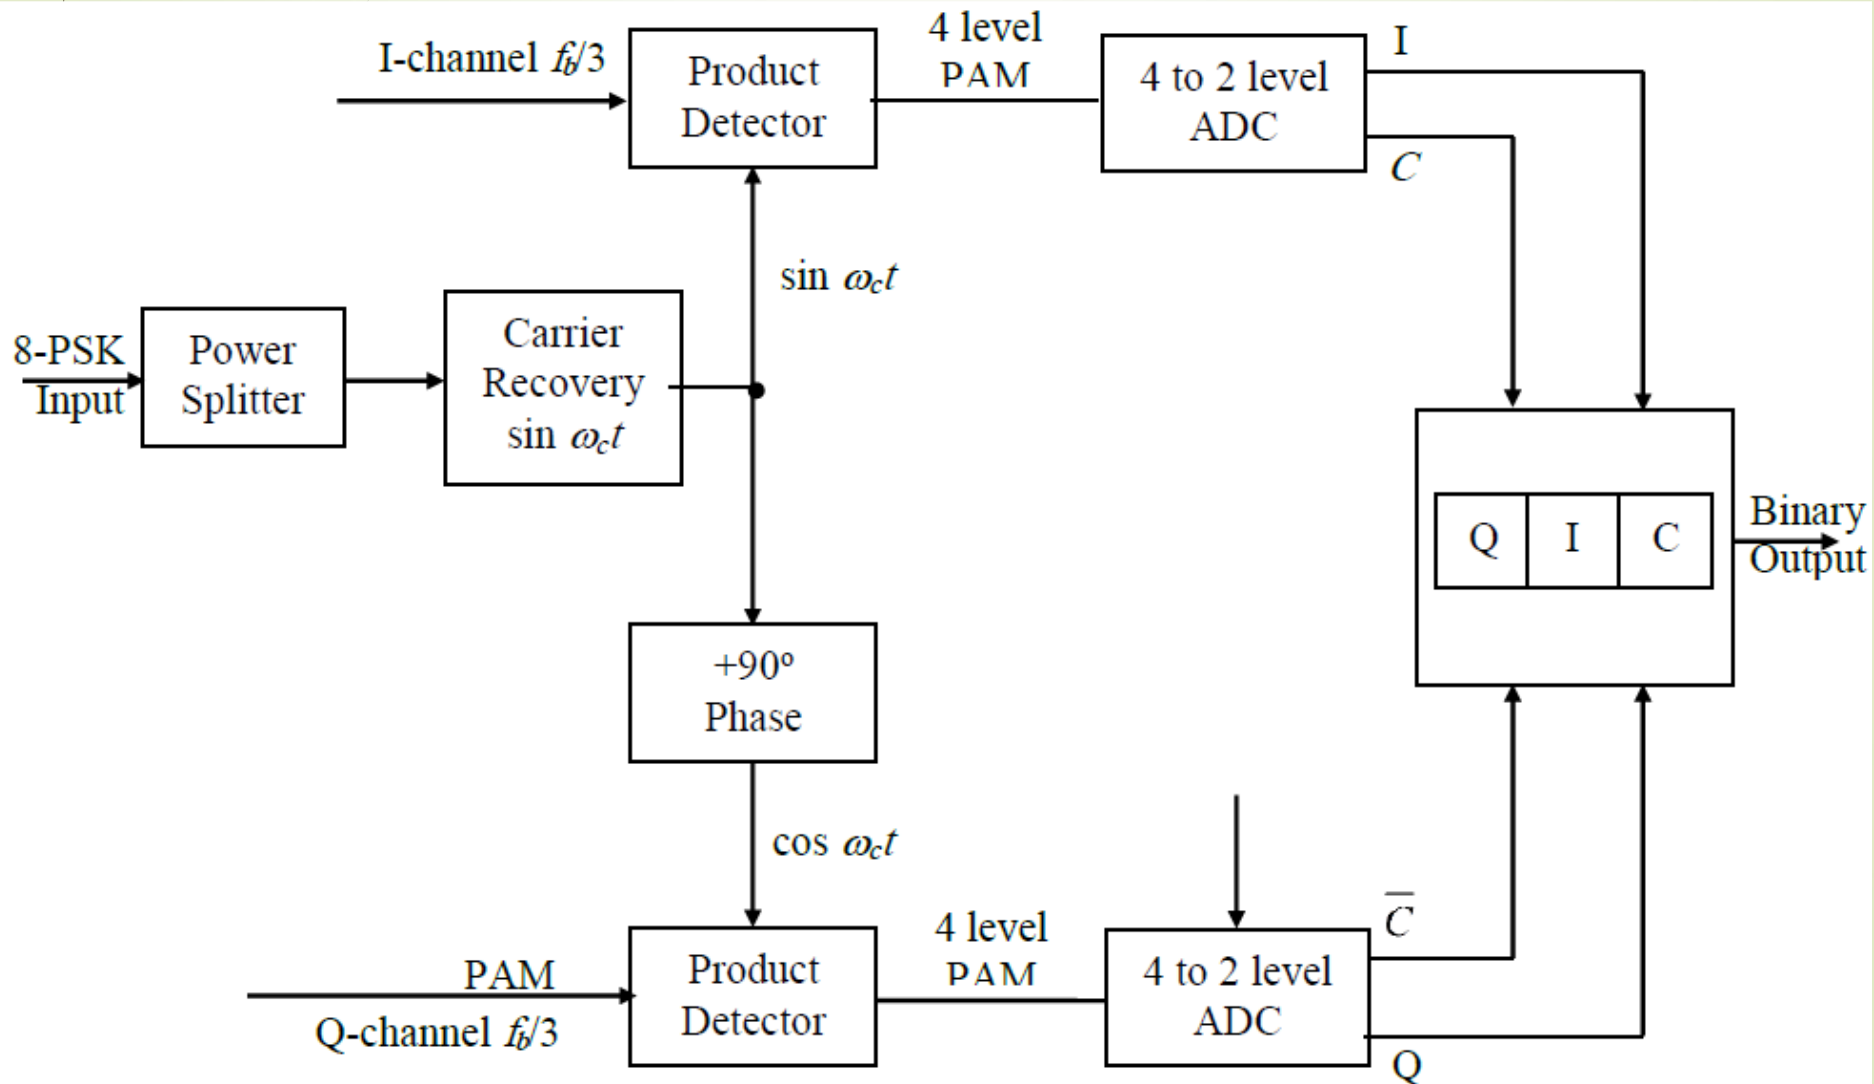 I-channel fb/3
Product
Detector
4 level
PAM
4 to 2 level
ADC
I
C
sin ωct
8-PSK
Input
Power
Splitter
Carrier
Recovery
sin ωct
Q I C
Binary
Output
+90º
Phase
cos ωct
PAM
Q-channel fb/3
Product
Detector
4 level
PAM
4 to 2 level
ADC
C̅
Q